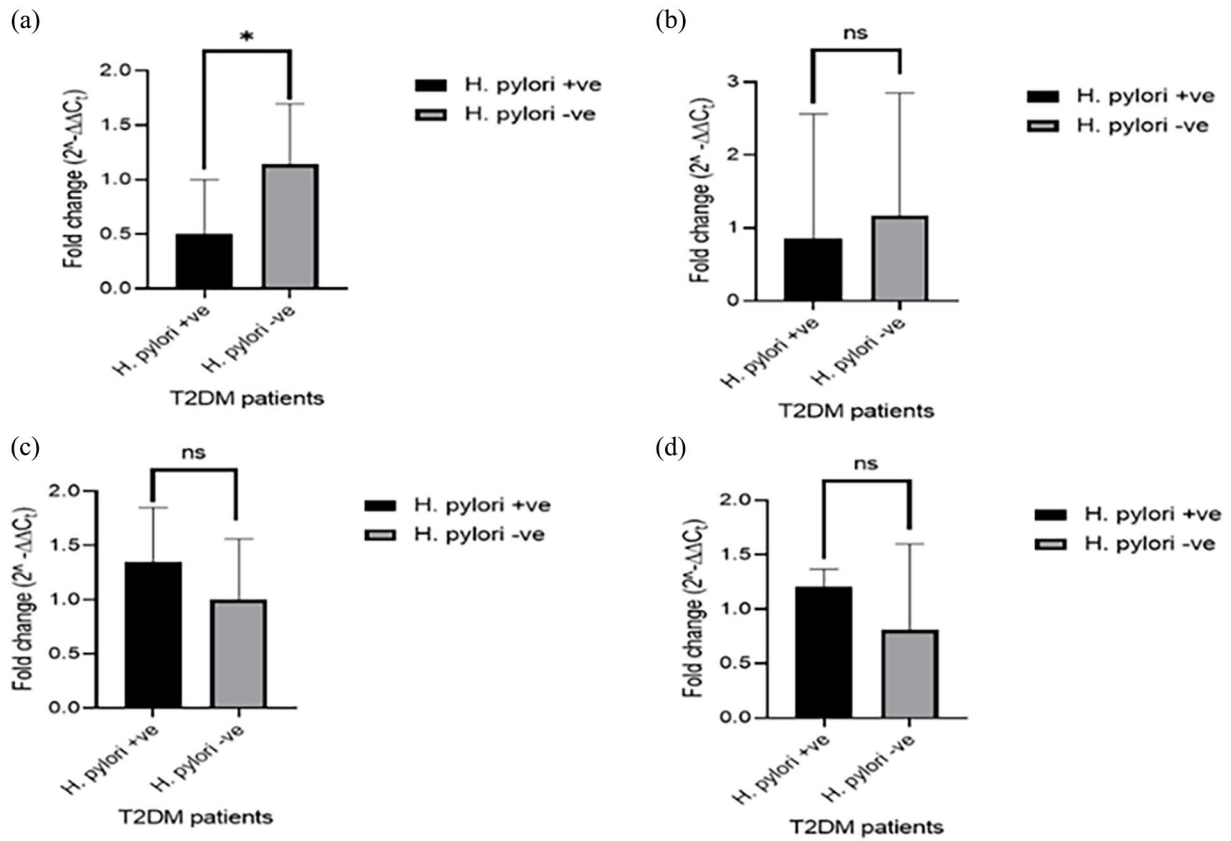 (a)
*
2.0
1.5
1.0
0.5
0.0
Fold change (2^-ΔΔCt)
H. pylori +ve
H. pylori -ve
H. pylori +ve
H. pylori -ve
T2DM patients
(b)
ns
3
2
1
0
Fold change (2^ -ΔΔCt)
H. pylori +ve
H. pylori -ve
H. pylori +ve
H. pylori -ve
T2DM patients
(c)
ns
2.0
1.5
1.0
0.5
0.0
Fold change (2^ -ΔΔCt)
H. pylori +ve
H. pylori -ve
H. pylori +ve
H. pylori -ve
T2DM patients
(d)
ns
2.0
1.5
1.0
0.5
0.0
Fold change (2^ -ΔΔCt)
H. pylori +ve
H. pylori -ve
H. pylori +ve
H. pylori -ve
T2DM patients